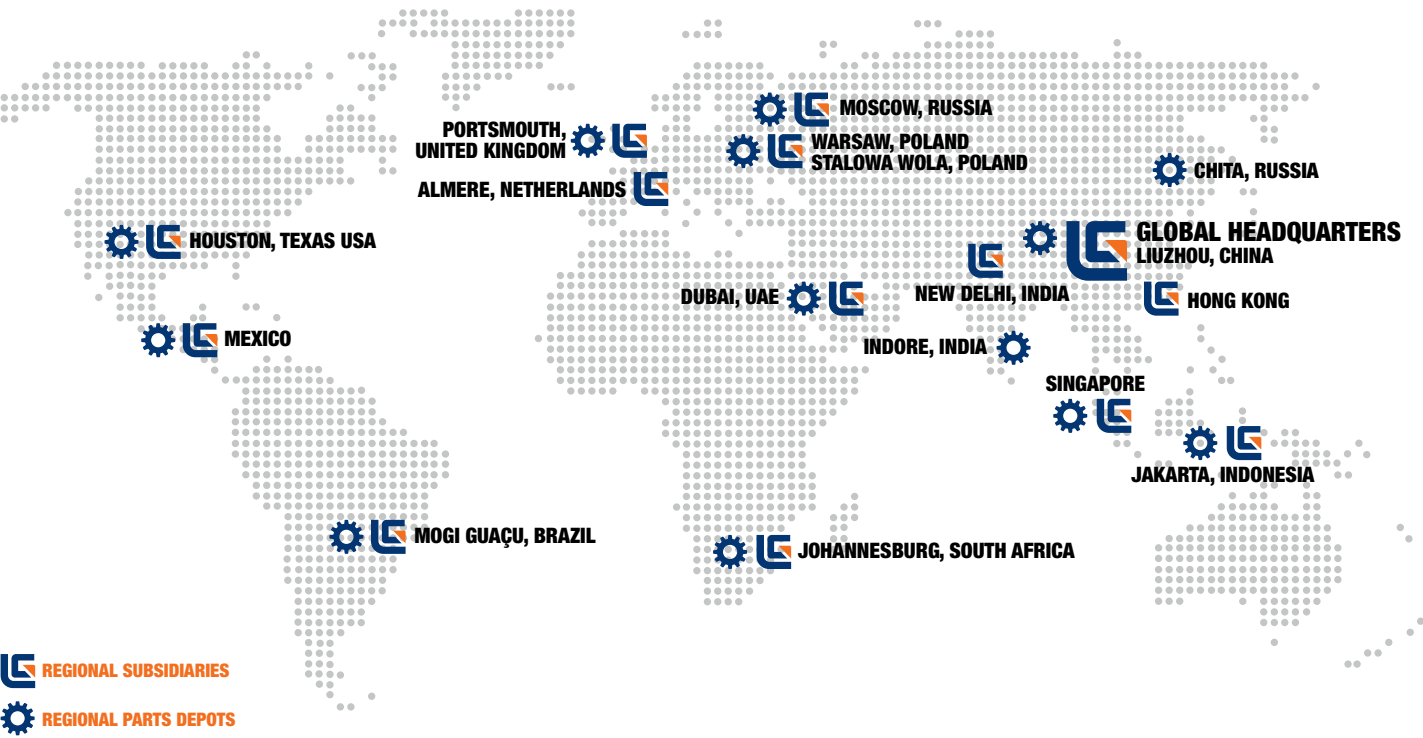 MOSCOW, RUSSIA
PORTSMOUTH,
UNITED KINGDOM
WARSAW, POLAND
STALOWA WOLA, POLAND
CHITA, RUSSIA
ALMERE, NETHERLANDS
HOUSTON, TEXAS USA
GLOBAL HEADQUARTERS
LIUZHOU, CHINA
DUBAI, UAE
NEW DELHI, INDIA
HONG KONG
MEXICO
INDORE, INDIA
SINGAPORE
JAKARTA, INDONESIA
MOGI GUAÇU, BRAZIL
JOHANNESBURG, SOUTH AFRICA
REGIONAL SUBSIDIARIES
REGIONAL PARTS DEPOTS